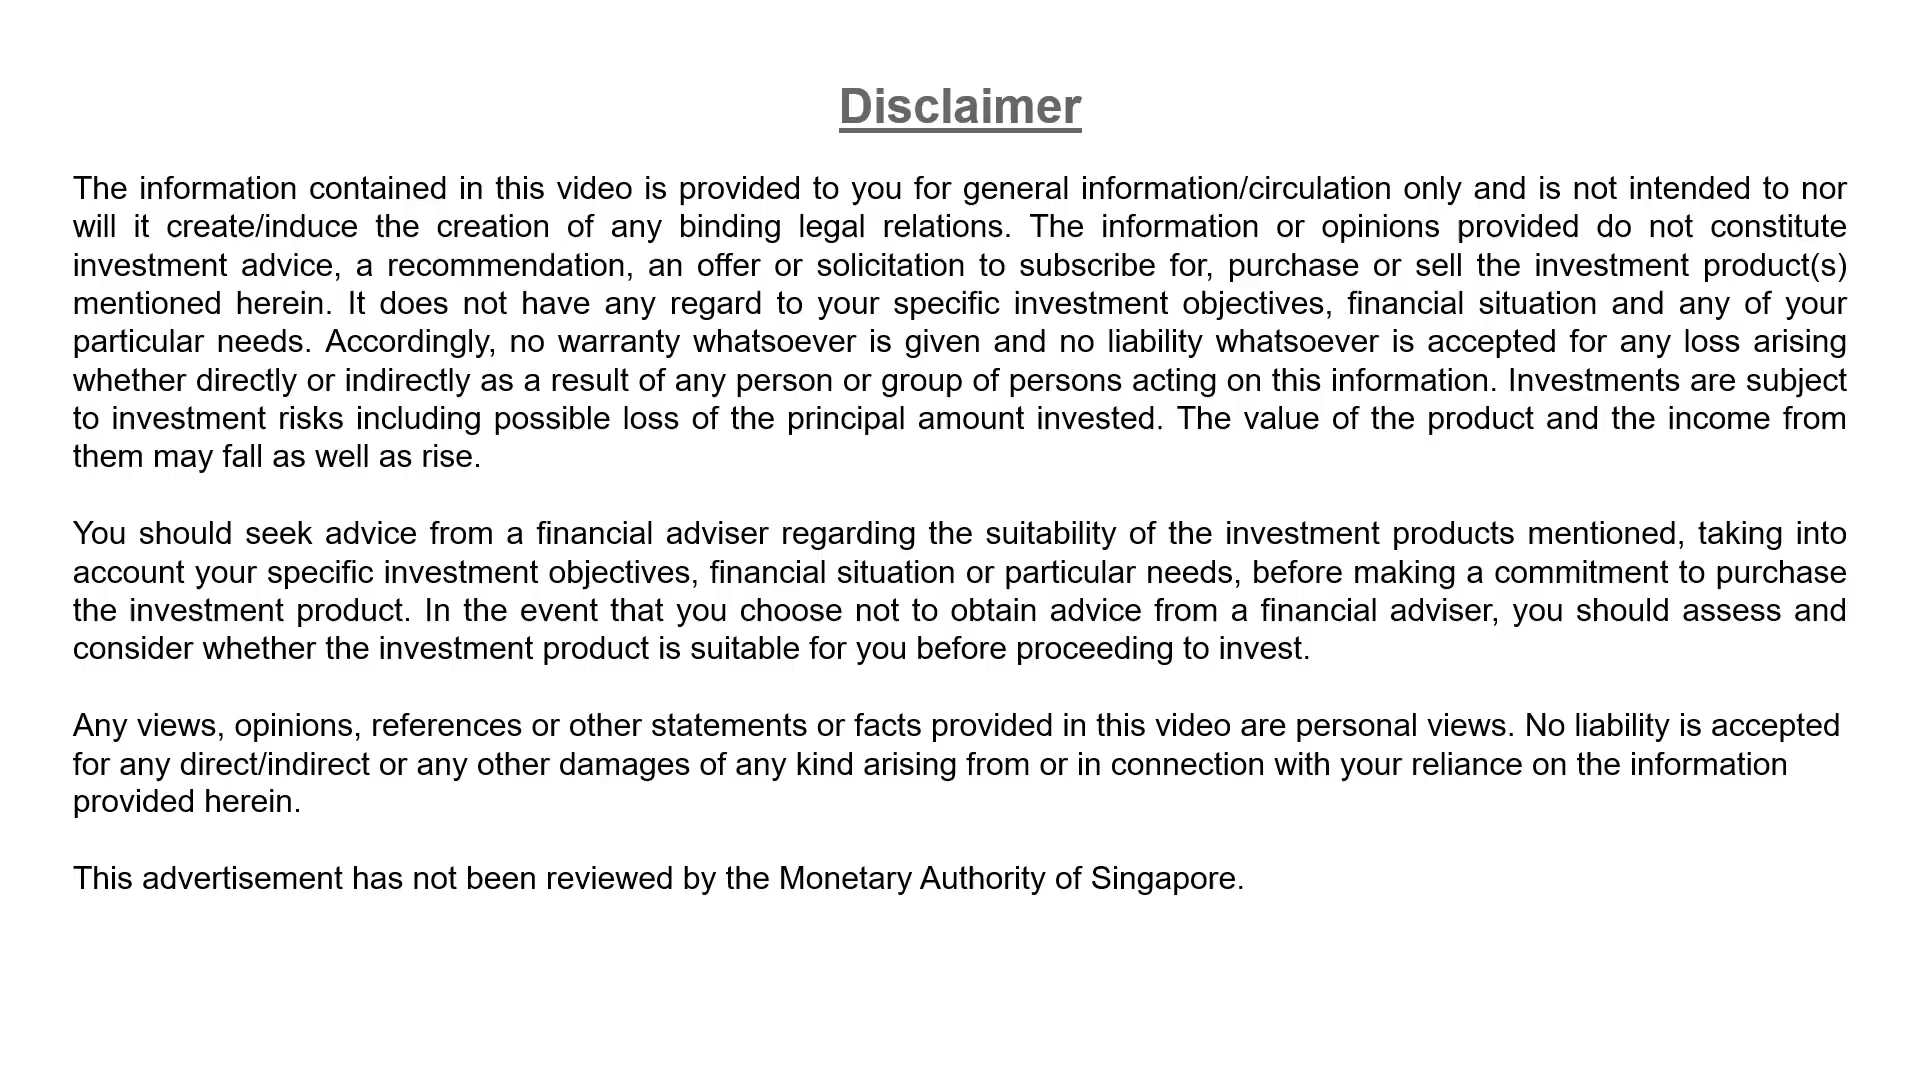 Disclaimer
The information contained in this video is provided to you for general information/circulation only and is not intended to nor
will it create/induce the creation of any binding legal relations. The information or opinions provided do not constitute
investment advice, a recommendation, an offer or solicitation to subscribe for, purchase or sell the investment product(s)
mentioned herein. It does not have any regard to your specific investment objectives, financial situation and any of your
particular needs. Accordingly, no warranty whatsoever is given and no liability whatsoever is accepted for any loss arising
whether directly or indirectly as a result of any person or group of persons acting on this information. Investments are subject
to investment risks including possible loss of the principal amount invested. The value of the product and the income from
them may fall as well as rise.
You should seek advice from a financial adviser regarding the suitability of the investment products mentioned, taking into
account your specific investment objectives, financial situation or particular needs, before making a commitment to purchase
the investment product. In the event that you choose not to obtain advice from a financial adviser, you should assess and
consider whether the investment product is suitable for you before proceeding to invest.
Any views, opinions, references or other statements or facts provided in this video are personal views. No liability is accepted
for any direct/indirect or any other damages of any kind arising from or in connection with your reliance on the information
provided herein.
This advertisement has not been reviewed by the Monetary Authority of Singapore.